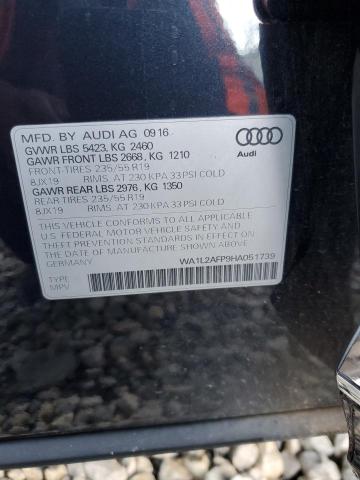 MFD. BY AUDI AG 09 16
GVWR LBS 5423, KG 2460
GAWR FRONT LBS 2668, KG 1210
FRONT-TIRES 235/55 R19
8JX19 RIMS, AT 230 KPA 33 PSI COLD
GAWR REAR LBS 2976, KG 1350
REAR-TIRES 235/55 R19
8JX19 RIMS, AT 230 KPA 33 PSI COLD
THIS VEHICLE CONFORMS TO ALL APPLICABLE
U.S. FEDERAL MOTOR VEHICLE SAFETY AND
THEFT PREVENTION STANDARDS IN EFFECT ON
THE DATE OF MANUFACTURE SHOWN ABOVE
GERMANY
WA1L2AFP9HA051739
TYPE:
MPV
Audi